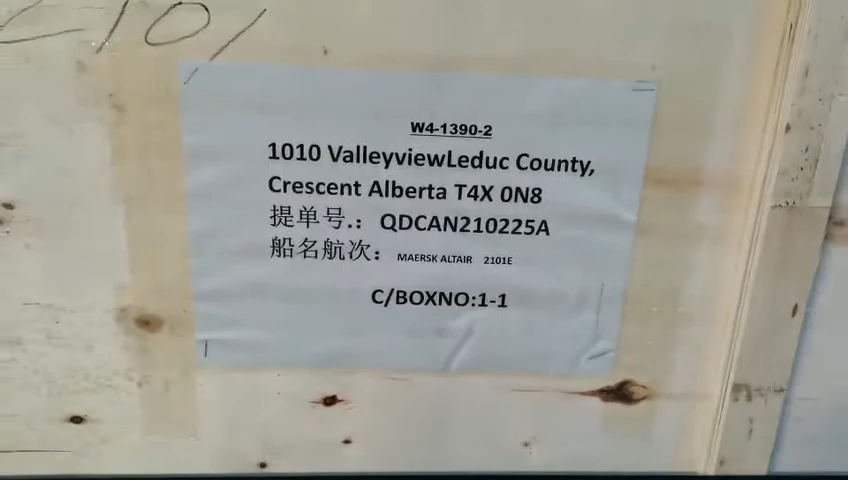 2101
W4-1390-2
1010 ValleyviewLeduc County,
Crescent Alberta T4X 0N8
提单号.： QDCAN210225A
船名航次： MAERSK ALTAIR 2101E
C/BOXNO:1-1